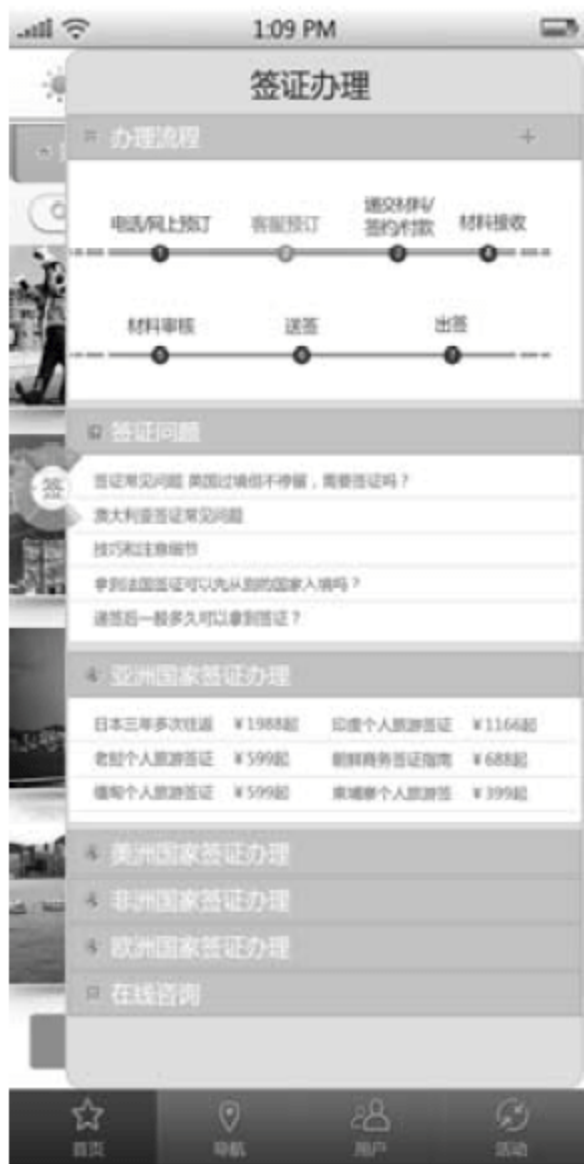 1:09 PM
签证办理
办理流程
电话/网上预订
客服预订
递交材料/
签约/付款
材料接收
1
2
3
4
材料审核
送签
出签
5
6
7
签证问题
签
签证常见问题 美国过境但不停留，需要签证吗？
澳大利亚签证常见问题
技巧和注意细节
拿到法国签证可以先从别的国家入境吗？
递签后一般多久可以拿到签证？
亚洲国家签证办理
日本三年多次往返 ￥1988起 印度个人旅游签证 ￥1166起
老挝个人旅游签证 ￥599起 朝鲜商务签证指南 ￥688起
缅甸个人旅游签证 ￥599起 柬埔寨个人旅游签 ￥399起
美洲国家签证办理
非洲国家签证办理
欧洲国家签证办理
在线咨询
首页
导航
用户
活动